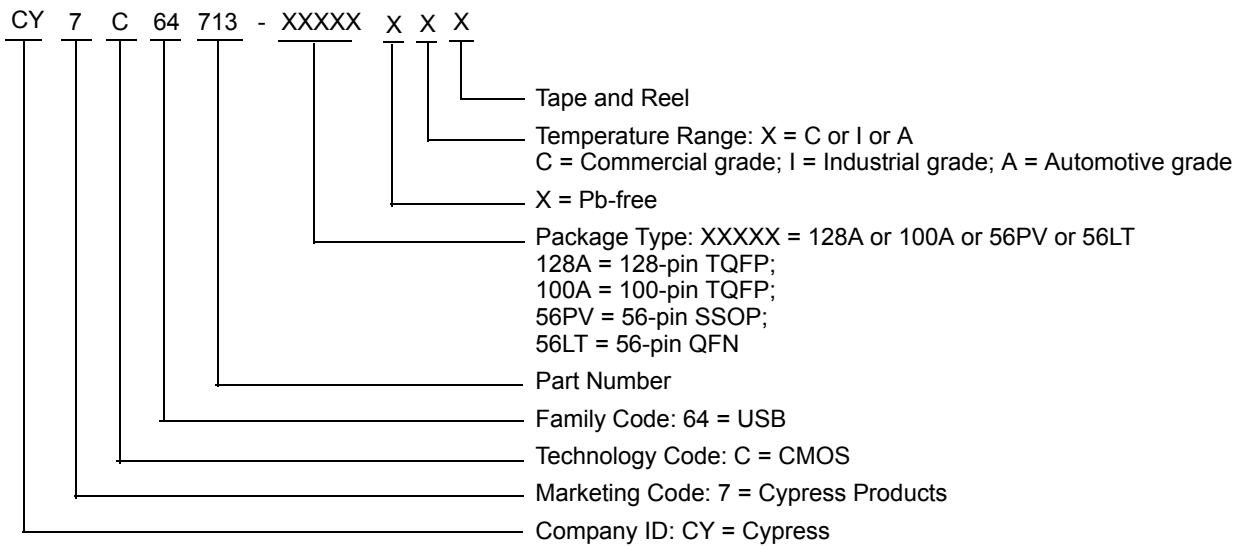 CY 7 C 64 713 - XXXXX X X X
Tape and Reel
Temperature Range: X = C or I or A
C = Commercial grade; I = Industrial grade; A = Automotive grade
X = Pb-free
Package Type: XXXXX = 128A or 100A or 56PV or 56LT
128A = 128-pin TQFP;
100A = 100-pin TQFP;
56PV = 56-pin SSOP;
56LT = 56-pin QFN
Part Number
Family Code: 64 = USB
Technology Code: C = CMOS
Marketing Code: 7 = Cypress Products
Company ID: CY = Cypress